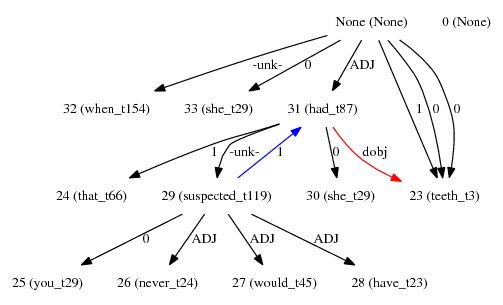 None (None) 0 (None)
-unk- 0 ADJ
32 (when_t154) 33 (she_t29) 31 (had_t87) 1 0 0
1 -unk- 1 0 dobj
24 (that_t66) 29 (suspected_t119) 30 (she_t29) 23 (teeth_t3)
0 ADJ ADJ ADJ
25 (you_t29) 26 (never_t24) 27 (would_t45) 28 (have_t23)